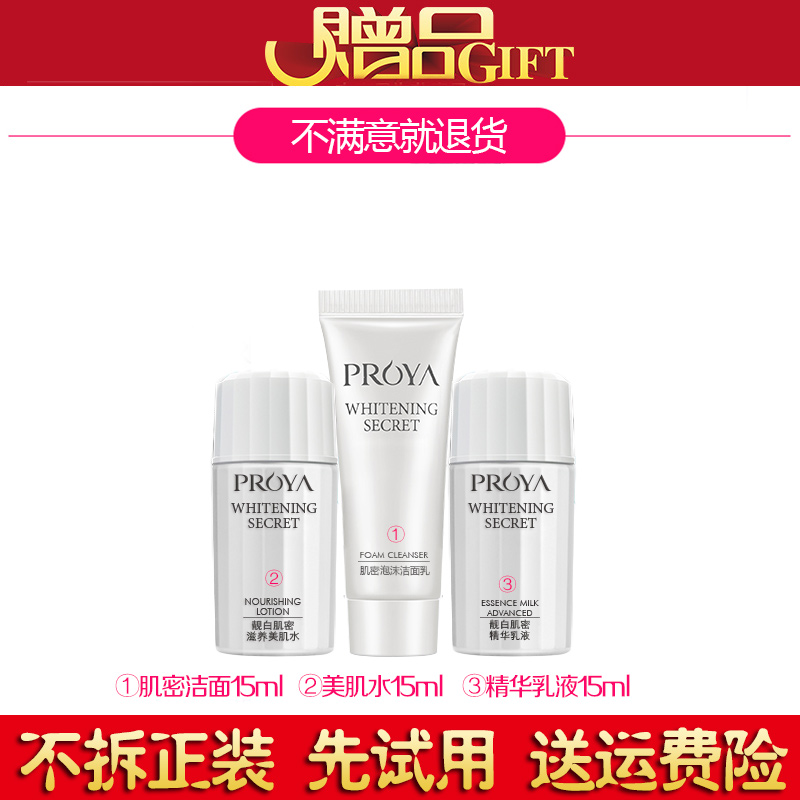 赠品GIFT
不满意就退货
PROYA
WHITENING
SECRET
①
FOAM CLEANSER
肌密泡沫洁面乳
PROYA
WHITENING
SECRET
②
NOURISHING
LOTION
靓白肌密
滋养美肌水
PROYA
WHITENING
SECRET
③
ESSENCE MILK
ADVANCED
靓白肌密
精华乳液
①肌密洁面15ml ②美肌水15ml ③精华乳液15ml
不拆正装 先试用 送运费险